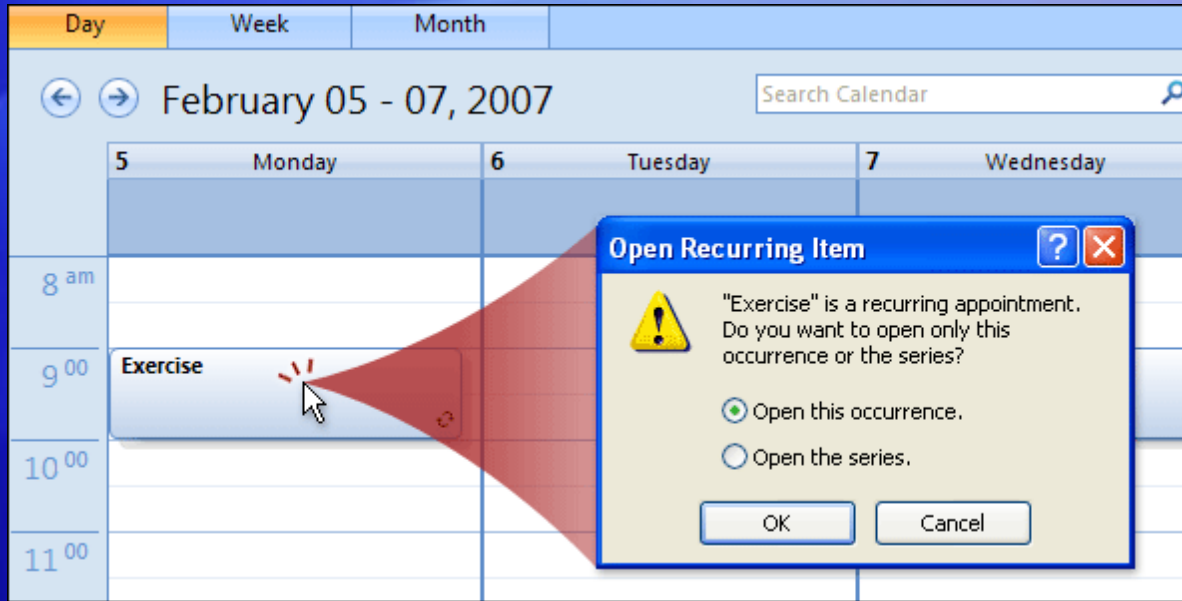 Day Week Month
February 05 - 07, 2007 Search Calendar
5 Monday 6 Tuesday 7 Wednesday
8 am
9 00
Exercise
10 00
11 00
Open Recurring Item
"Exercise" is a recurring appointment.
Do you want to open only this
occurrence or the series?
Open this occurrence.
Open the series.
OK Cancel